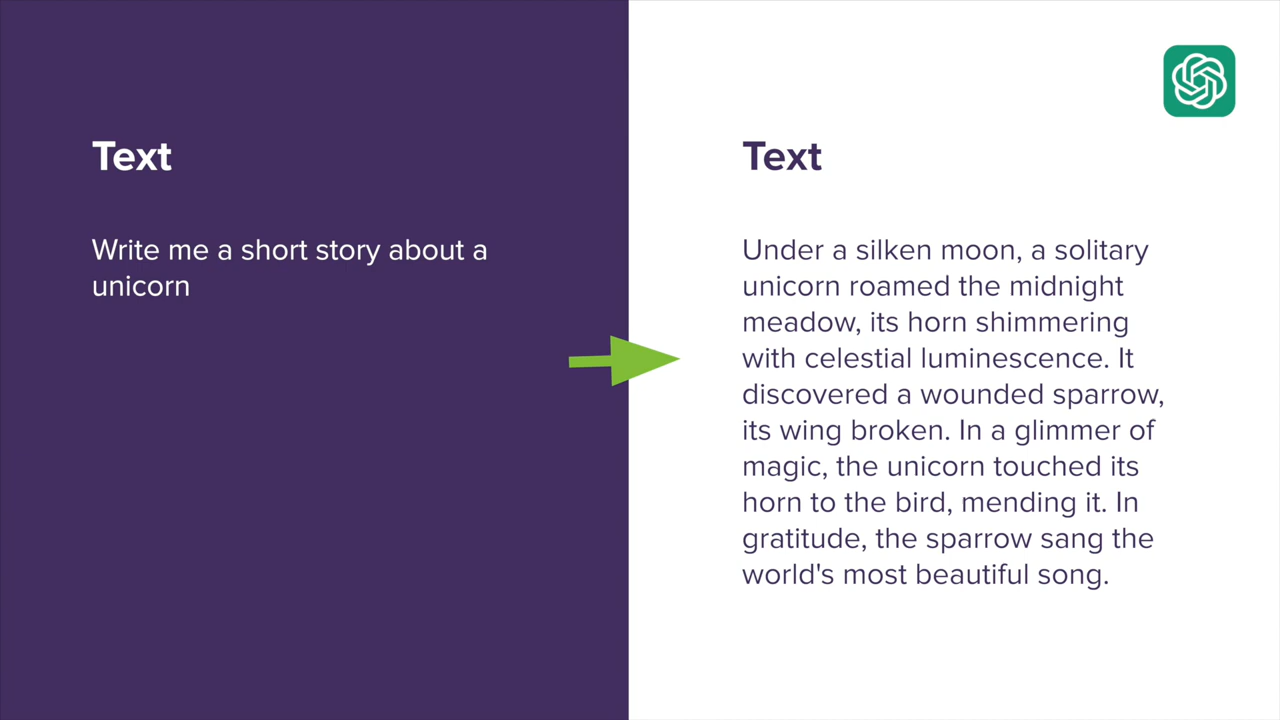 Text
Write me a short story about a
unicorn
Text
Under a silken moon, a solitary
unicorn roamed the midnight
meadow, its horn shimmering
with celestial luminescence. It
discovered a wounded sparrow,
its wing broken. In a glimmer of
magic, the unicorn touched its
horn to the bird, mending it. In
gratitude, the sparrow sang the
world's most beautiful song.